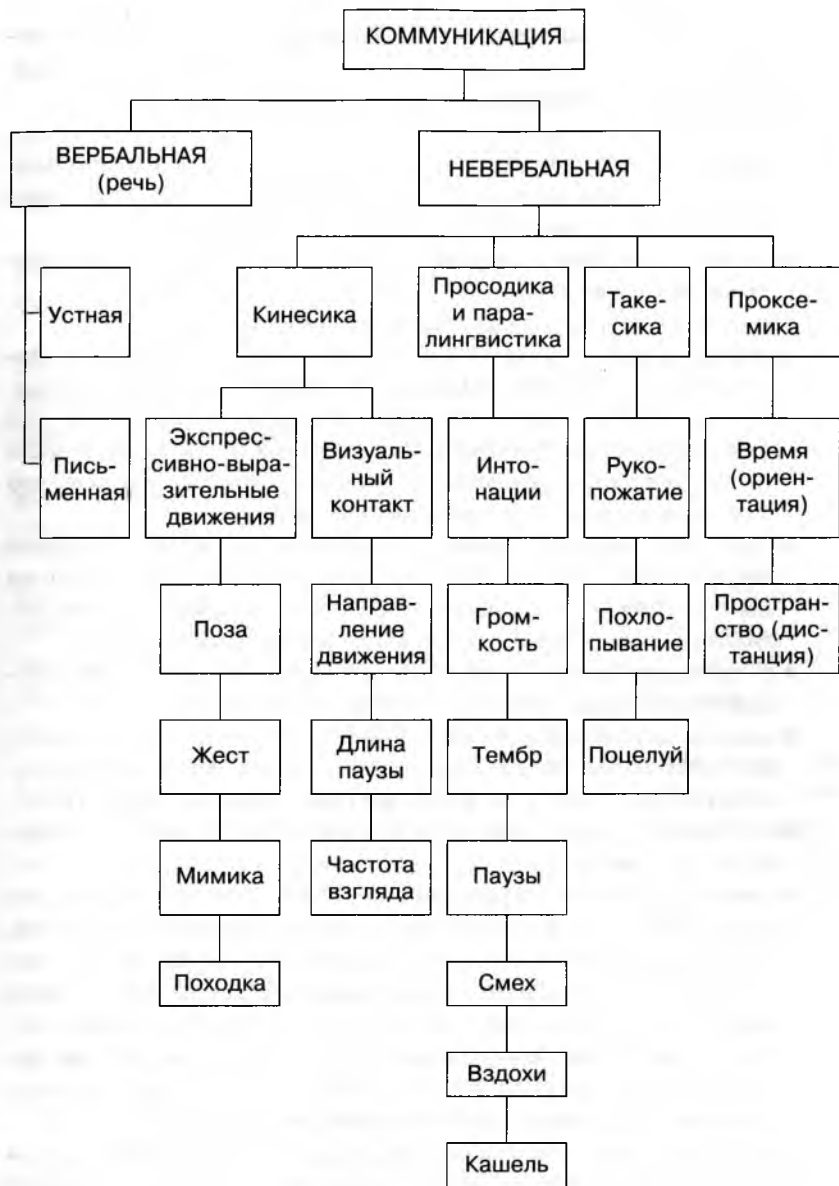 КОММУНИКАЦИЯ
ВЕРБАЛЬНАЯ
(речь)
НЕВЕРБАЛЬНАЯ
Устная
Кинесика
Просодика
и пара-
лингвистика
Таке-
сика
Проксе-
мика
Пись-
менная
Экспрес-
сивно-выра-
зительные
движения
Визуаль-
ный
контакт
Инто-
нации
Руко-
пожатие
Время
(ориен-
тация)
Поза
Направ-
ление
движения
Гром-
кость
Похло-
пывание
Простран-
ство (дис-
танция)
Жест
Длина
паузы
Тембр
Поцелуй
Мимика
Частота
взгляда
Паузы
Походка
Смех
Вздохи
Кашель